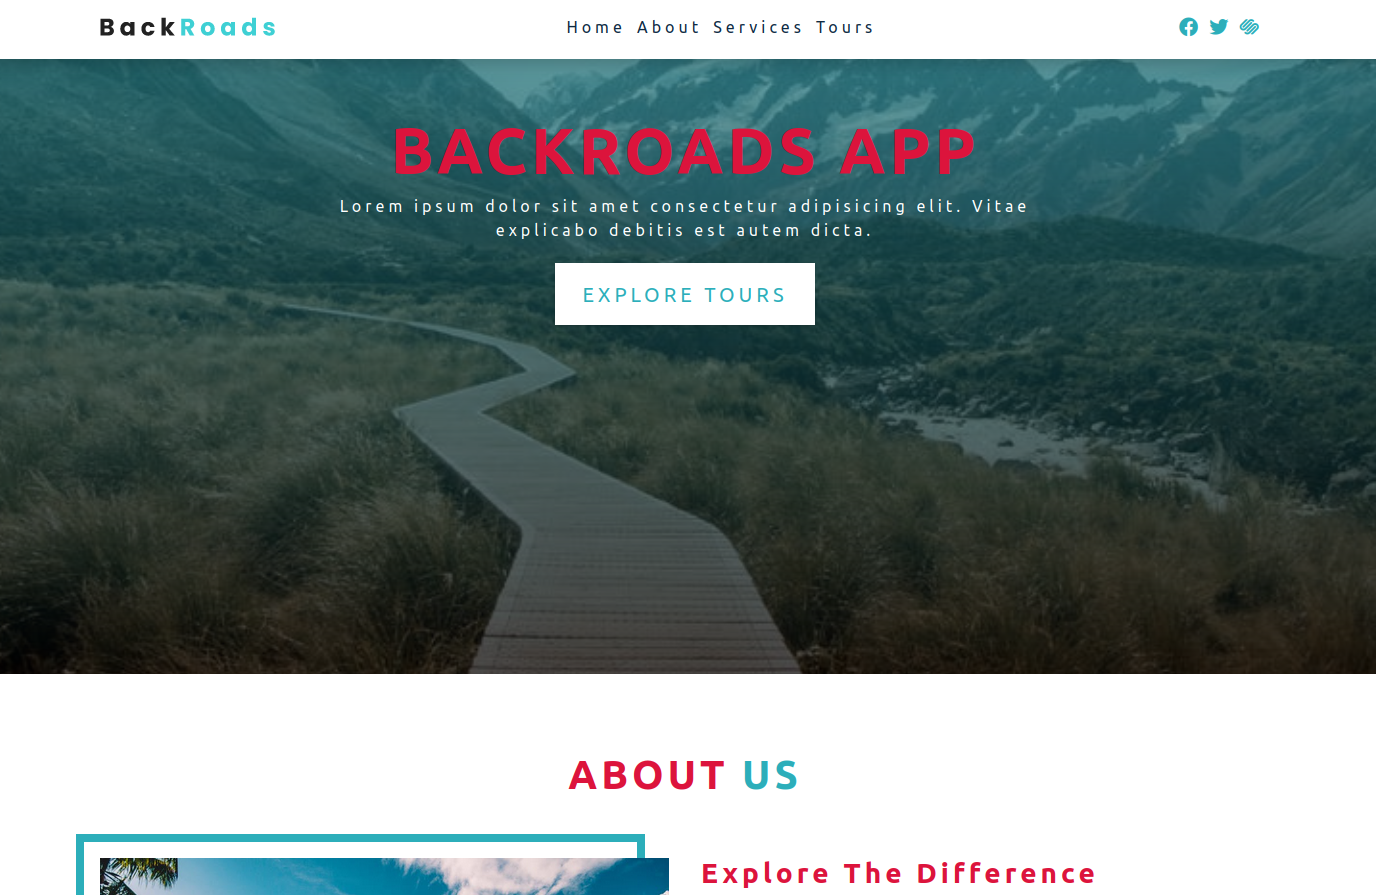 BackRoads
Home About Services Tours
BACKROADS APP
Lorem ipsum dolor sit amet consectetur adipisicing elit. Vitae
explicabo debitis est autem dicta.
EXPLORE TOURS
ABOUT US
Explore The Difference